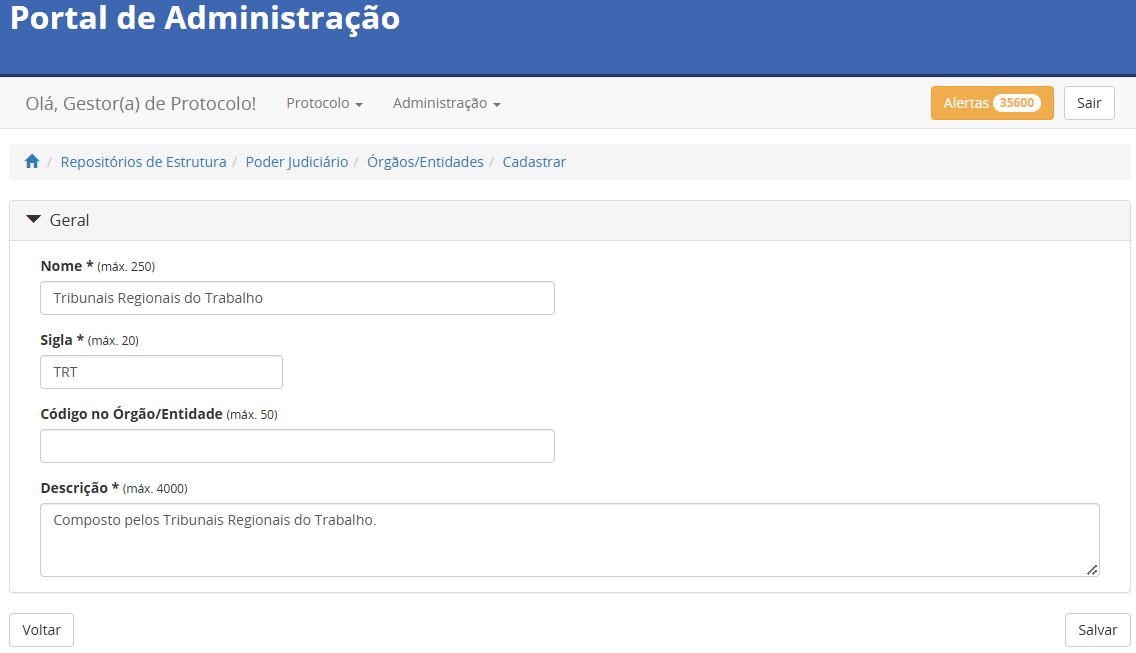 Portal de Administração
Olá, Gestor(a) de Protocolo! Protocolo Administração Alertas 35600 Sair
/ Repositórios de Estrutura / Poder Judiciário / Órgãos/Entidades / Cadastrar
Geral
Nome * (máx. 250)
Tribunais Regionais do Trabalho
Sigla * (máx. 20)
TRT
Código no Órgão/Entidade (máx. 50)
Descrição * (máx. 4000)
Composto pelos Tribunais Regionais do Trabalho.
Voltar Salvar